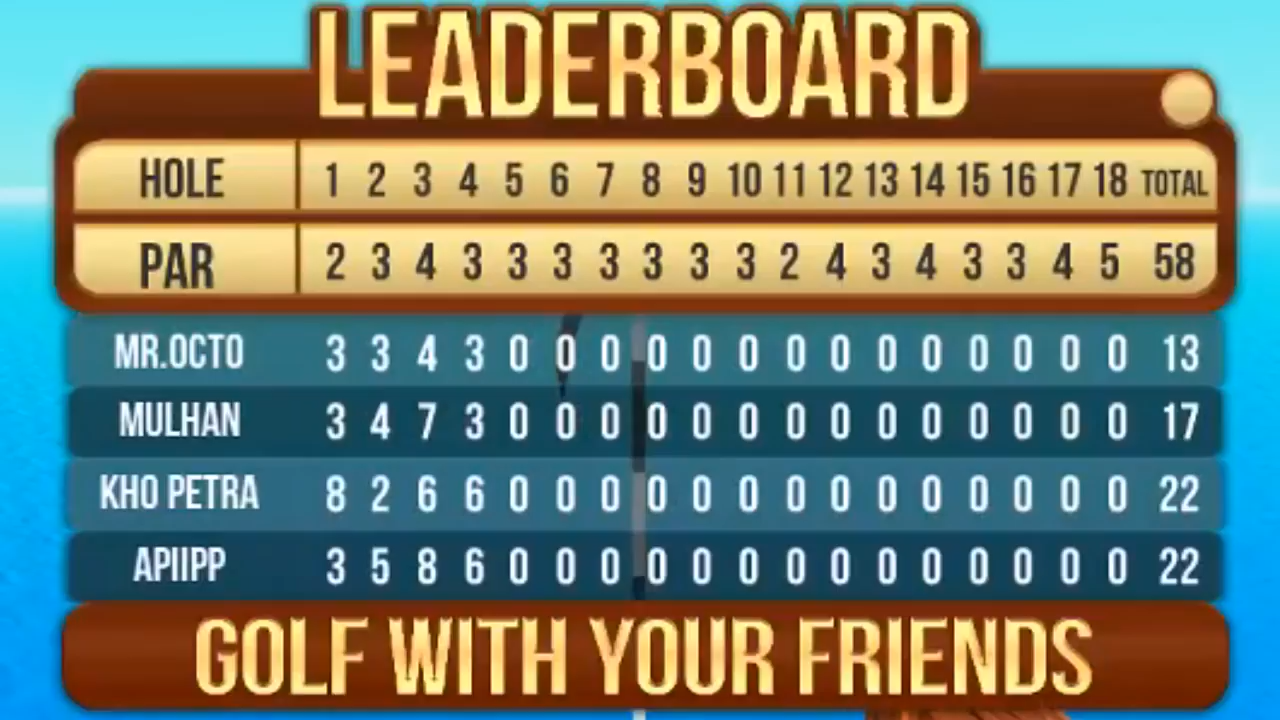 LEADERBOARD
HOLE 1 2 3 4 5 6 7 8 9 10 11 12 13 14 15 16 17 18 TOTAL
PAR 2 3 4 3 3 3 3 3 3 3 2 4 3 4 3 3 4 5 58
MR.OCTO 3 3 4 3 0 0 0 0 0 0 0 0 0 0 0 0 0 0 13
MULHAN 3 4 7 3 0 0 0 0 0 0 0 0 0 0 0 0 0 0 17
KHO PETRA 8 2 6 6 0 0 0 0 0 0 0 0 0 0 0 0 0 0 22
APIIPP 3 5 8 6 0 0 0 0 0 0 0 0 0 0 0 0 0 0 22
GOLF WITH YOUR FRIENDS